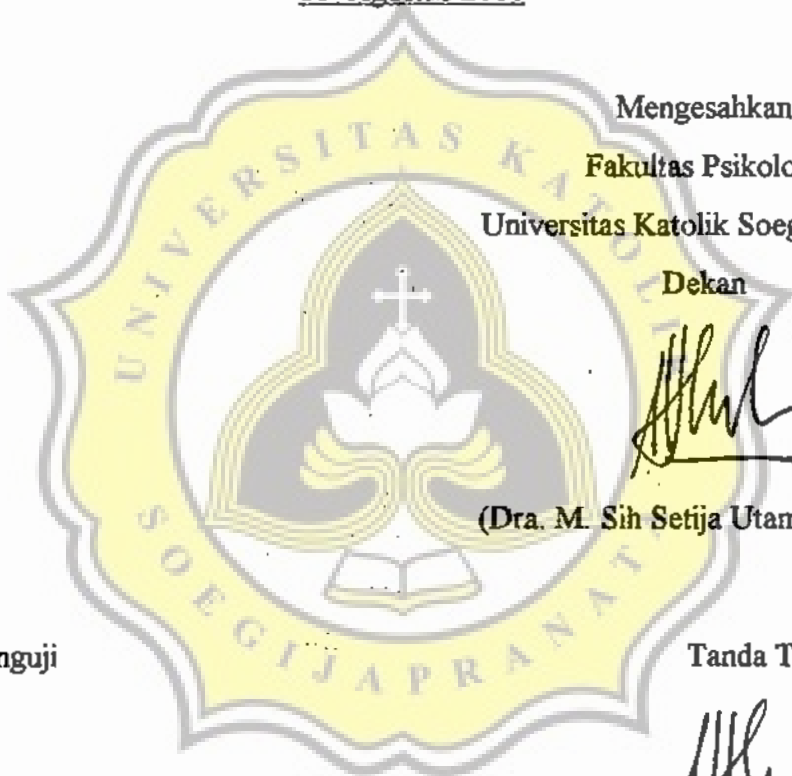 Mengesahkan
Fakultas Psikolo
Universitas Katolik Soeg
Dekan
(Dra. M. Sih Setija Utam
nguji
Tanda T
UNIVERSITAS KATOLIK
SOEGIJAPRANATA